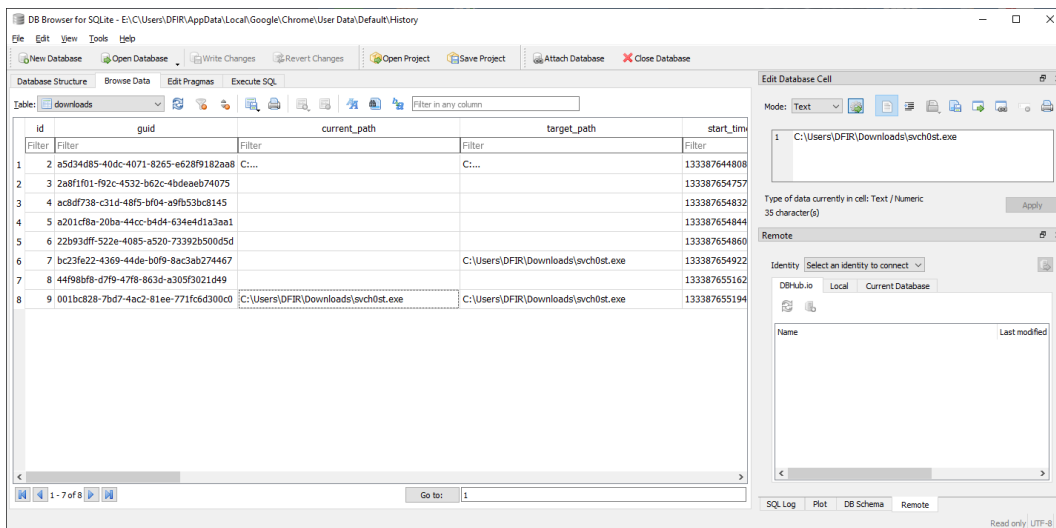 DB Browser for SQLite - E:\C\Users\DFIR\AppData\Local\Google\Chrome\User Data\Default\History
File Edit View Tools Help
New Database Open Database Write Changes Revert Changes Open Project Save Project Attach Database Close Database
Database Structure Browse Data Edit Pragmas Execute SQL
Table: downloads Filter in any column
id guid current_path target_path start_tim
Filter Filter Filter Filter Filter
1 2 a5d34d85-40dc-4071-8265-e628f9182aa8 C:... C:... 133387644808
2 3 2a8f1f01-f92c-4532-b62c-4bdeaeb74075 133387654757
3 4 ac8df738-c31d-48f5-bf04-a9fb53bc8145 133387654832
4 5 a201cf8a-20ba-44cc-b4d4-634e4d1a3aa1 133387654844
5 6 22b93dff-522e-4085-a520-73392b500d5d 133387654860
6 7 bc23fe22-4369-44de-b0f9-8ac3ab274467 C:\Users\DFIR\Downloads\svch0st.exe 133387654922
7 8 44f98bf8-d7f9-47f8-863d-a305f3021d49 133387655162
8 9 001bc828-7bd7-4ac2-81ee-771fc6d300c0 C:\Users\DFIR\Downloads\svch0st.exe C:\Users\DFIR\Downloads\svch0st.exe 133387655194
1 - 7 of 8 Go to: 1
Edit Database Cell
Mode: Text
1 C:\Users\DFIR\Downloads\svch0st.exe
Type of data currently in cell: Text / Numeric
35 character(s)
Apply
Remote
Identity Select an identity to connect
DBHub.io Local Current Database
Name Last modified
SQL Log Plot DB Schema Remote
Read only UTF-8